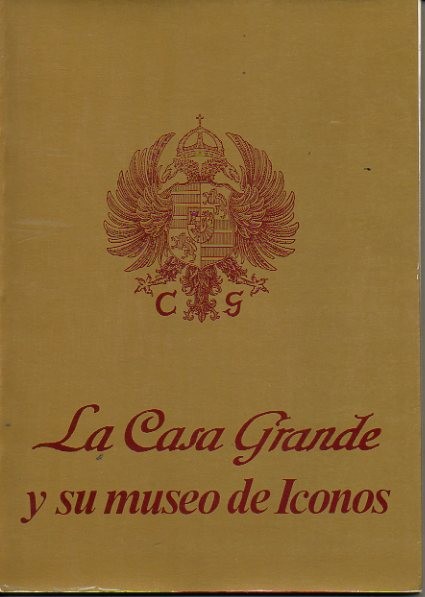 C G
La Casa Grande
y su museo de Iconos